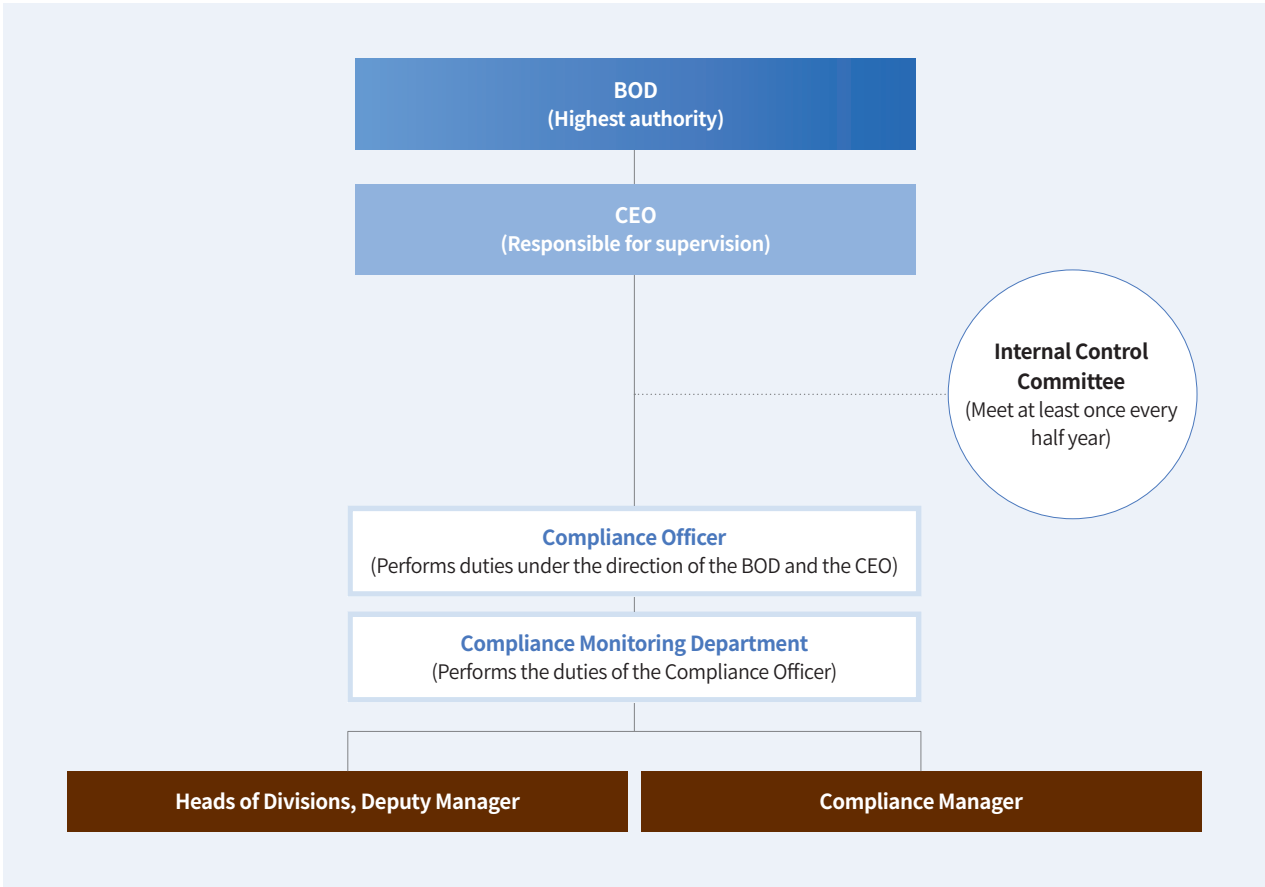 BOD
(Highest authority)
CEO
(Responsible for supervision)
Internal Control
Committee
(Meet at least once every
half year)
Compliance Officer
(Performs duties under the direction of the BOD and the CEO)
Compliance Monitoring Department
(Performs the duties of the Compliance Officer)
Heads of Divisions, Deputy Manager
Compliance Manager